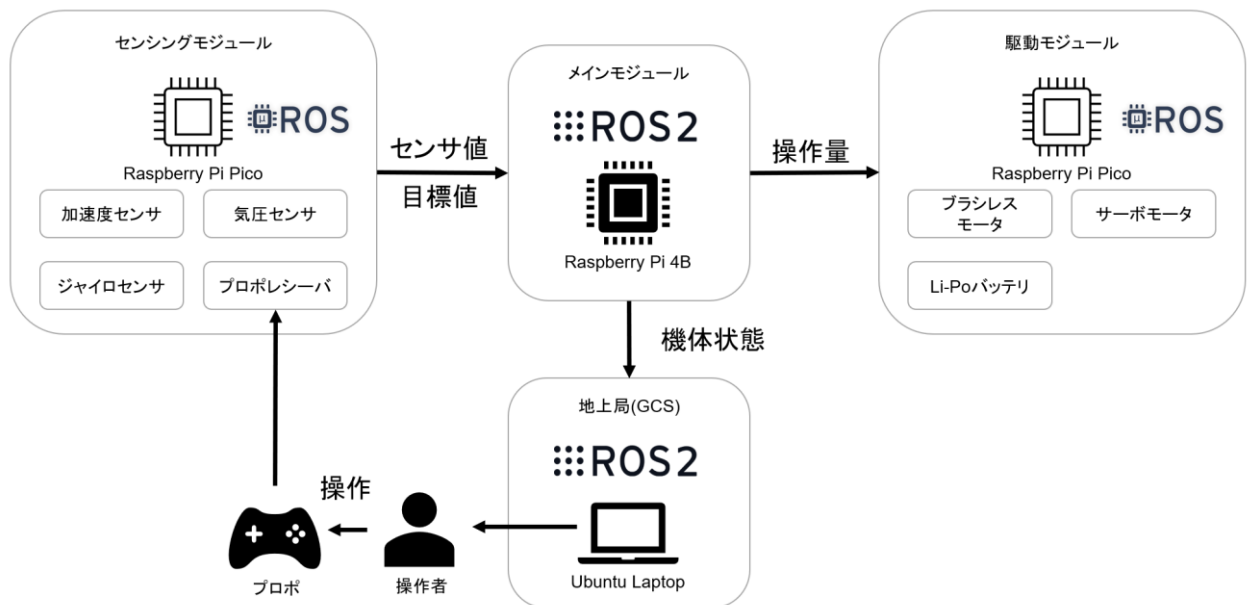 センシングモジュール
μROS
Raspberry Pi Pico
加速度センサ
気圧センサ
ジャイロセンサ
プロポレシーバ
センサ値
目標値
メインモジュール
ROS2
Raspberry Pi 4B
操作量
駆動モジュール
μROS
Raspberry Pi Pico
ブラシレス
モータ
サーボモータ
Li-Poバッテリ
機体状態
地上局(GCS)
ROS2
Ubuntu Laptop
操作
操作者
プロポ